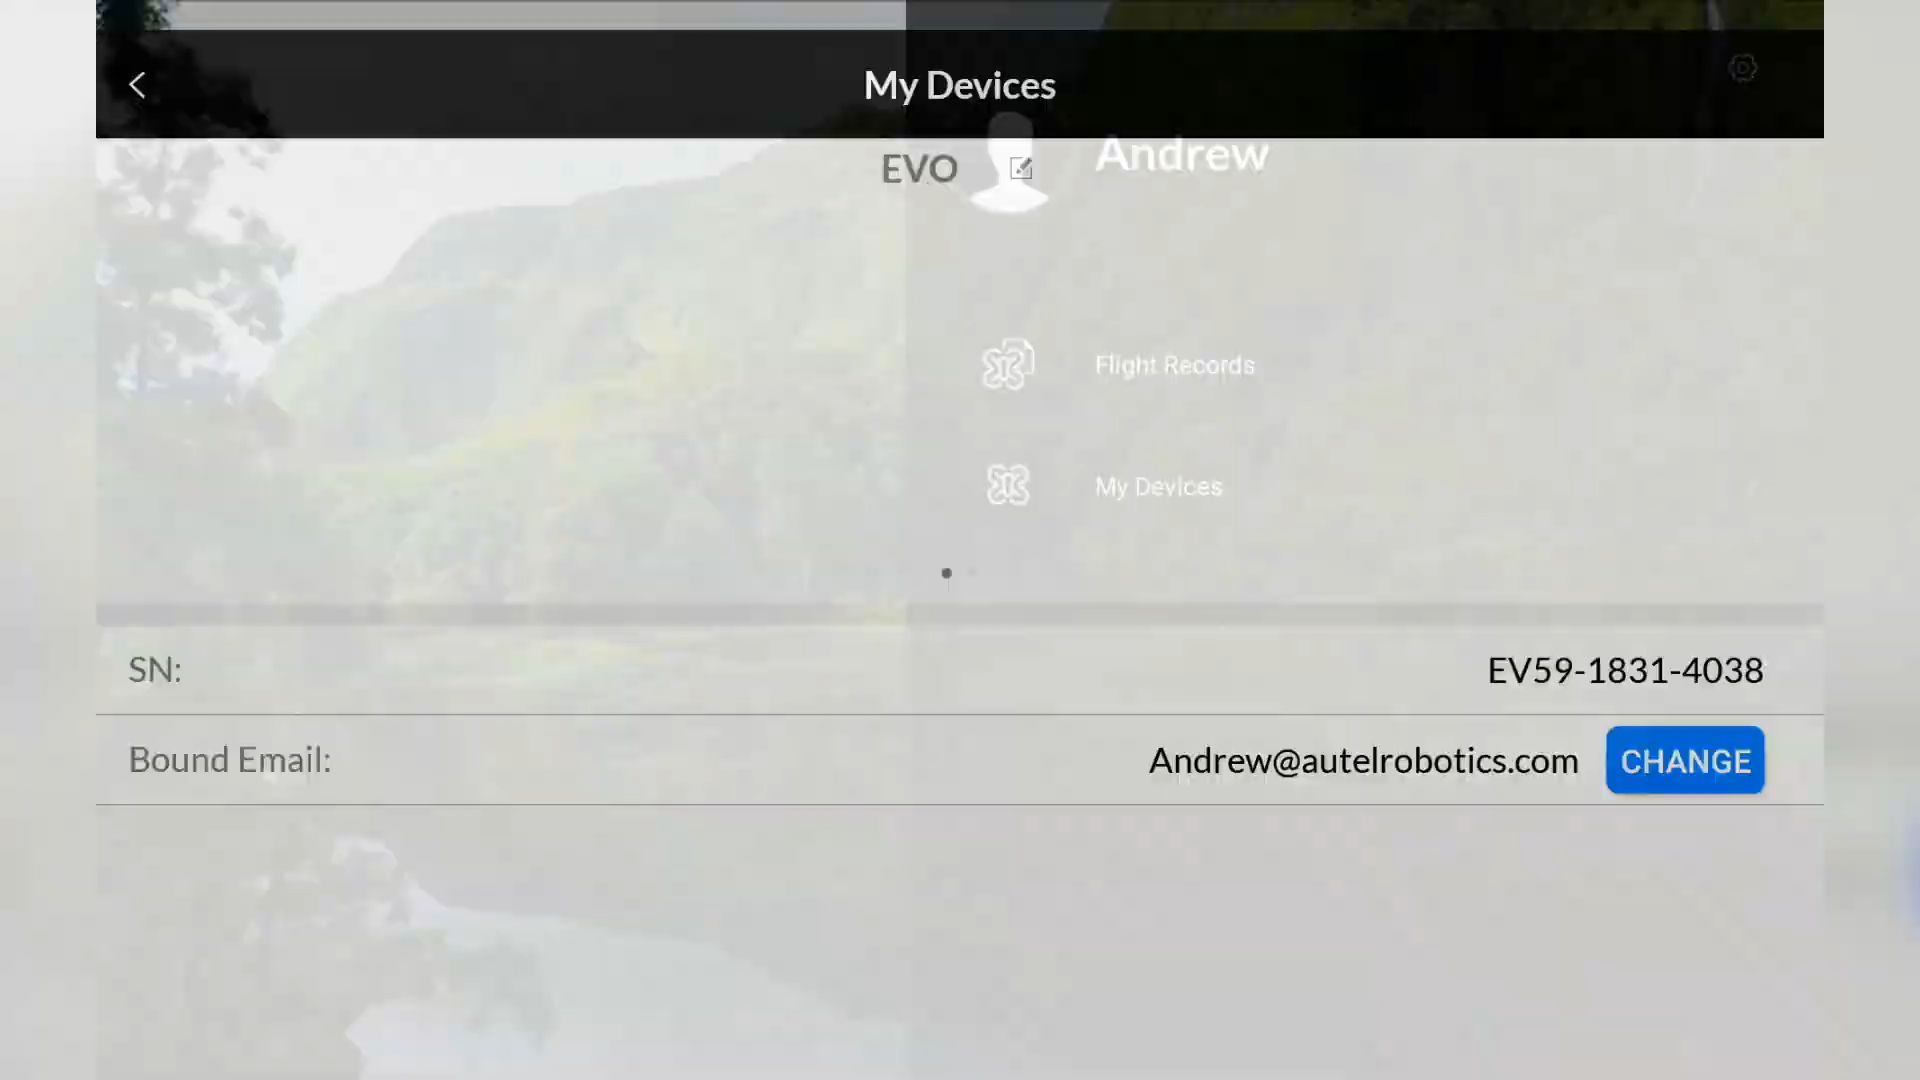 My Devices
EVO
Andrew
Flight Records
My Devices
SN: EV59-1831-4038
Bound Email: Andrew@autelrobotics.com CHANGE